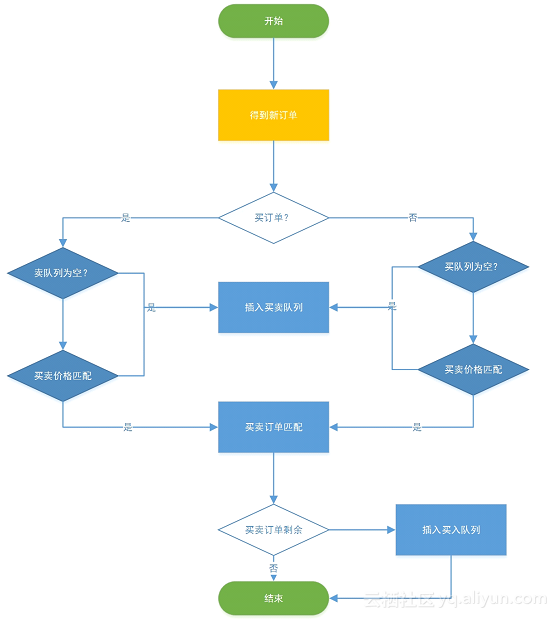 开始
得到新订单
买订单？
是
否
卖队列为空？
买队列为空？
是
插入买卖队列
是
买卖价格匹配
买卖价格匹配
是
买卖订单匹配
是
买卖订单剩余
插入买入队列
否
结束
云栖社区 yq.aliyun.com